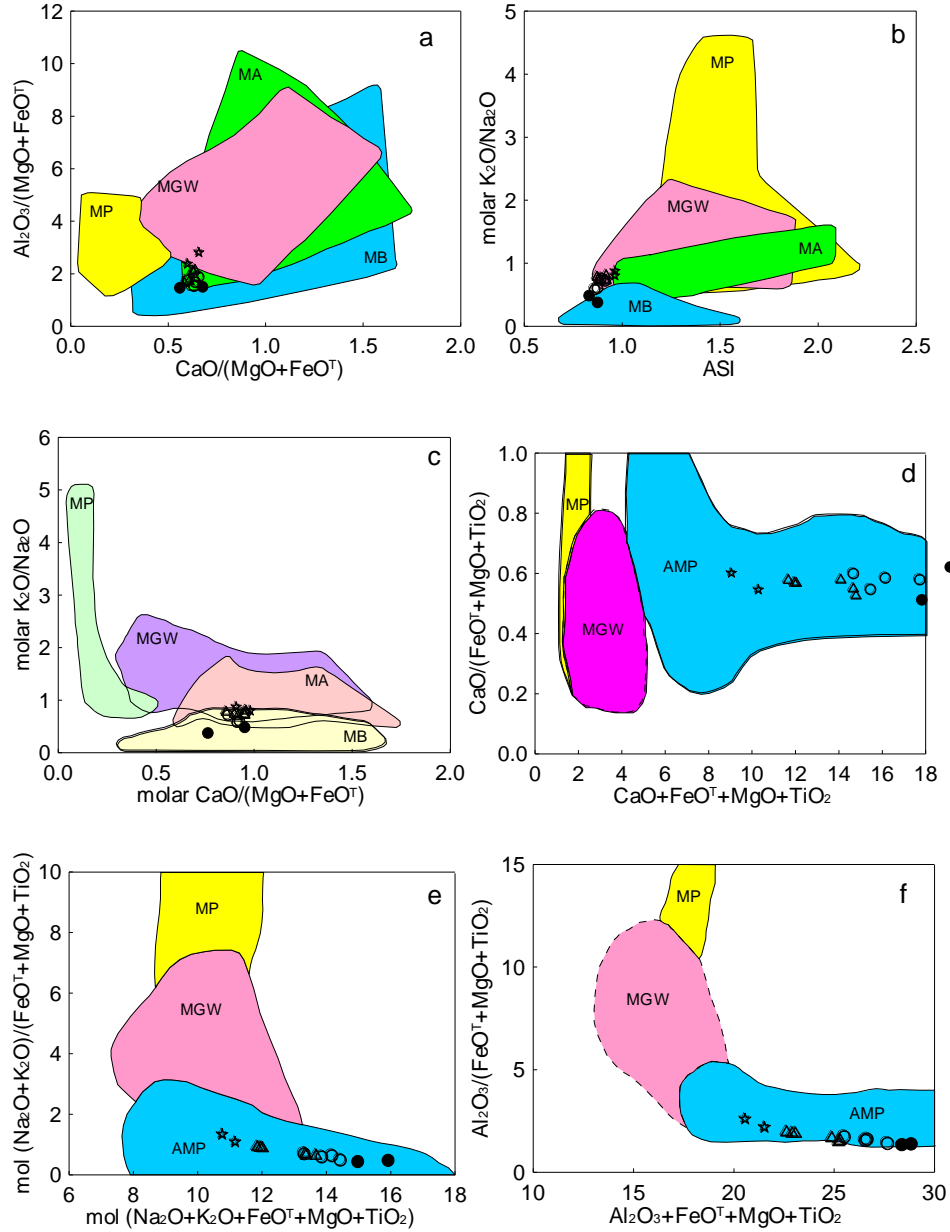 a
12
10
8
6
4
2
0
Al₂O₃/(MgO+FeOᵀ)
MA
MGW
MP
MB
0.0 0.5 1.0 1.5 2.0
CaO/(MgO+FeOᵀ)
b
5
4
3
2
1
0
molar K₂O/Na₂O
MP
MGW
MA
MB
0.5 1.0 1.5 2.0 2.5
ASI
c
6
5
4
3
2
1
0
molar K₂O/Na₂O
MP
MGW
MA
MB
0.0 0.5 1.0 1.5 2.0
molar CaO/(MgO+FeOᵀ)
d
1.0
0.8
0.6
0.4
0.2
0.0
CaO/(FeOᵀ+MgO+TiO₂)
MP
AMP
MGW
0 2 4 6 8 10 12 14 16 18
CaO+FeOᵀ+MgO+TiO₂
e
10
8
6
4
2
0
mol (Na₂O+K₂O)/(FeOᵀ+MgO+TiO₂)
MP
MGW
AMP
6 8 10 12 14 16 18
mol (Na₂O+K₂O+FeOᵀ+MgO+TiO₂)
f
15
10
5
0
Al₂O₃/(FeOᵀ+MgO+TiO₂)
MP
MGW
AMP
10 15 20 25 30
Al₂O₃+FeOᵀ+MgO+TiO₂